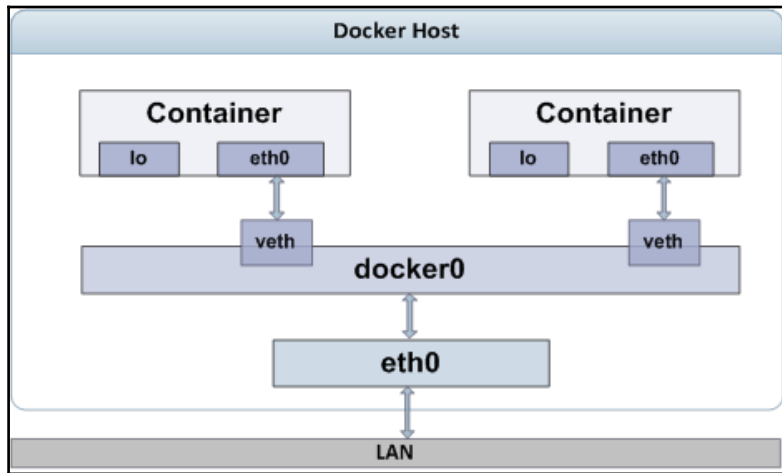 Docker Host
Container
Container
lo
eth0
lo
eth0
veth
veth
docker0
eth0
LAN